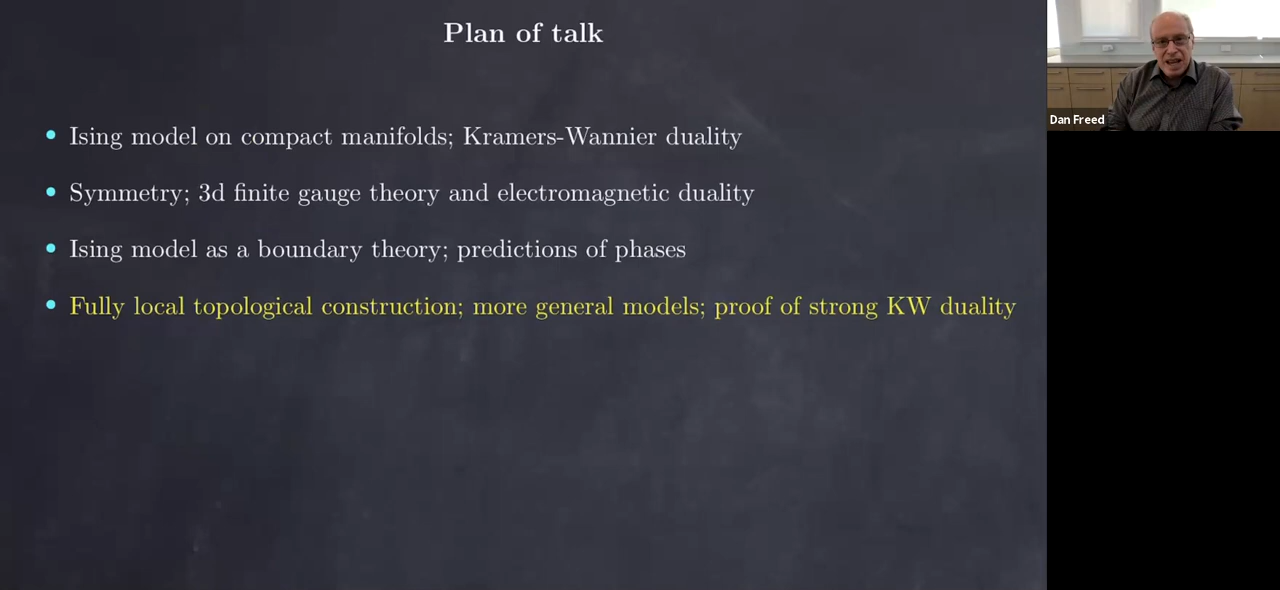 Plan of talk
Ising model on compact manifolds; Kramers-Wannier duality
Symmetry; 3d finite gauge theory and electromagnetic duality
Ising model as a boundary theory; predictions of phases
Fully local topological construction; more general models; proof of strong KW duality
Dan Freed